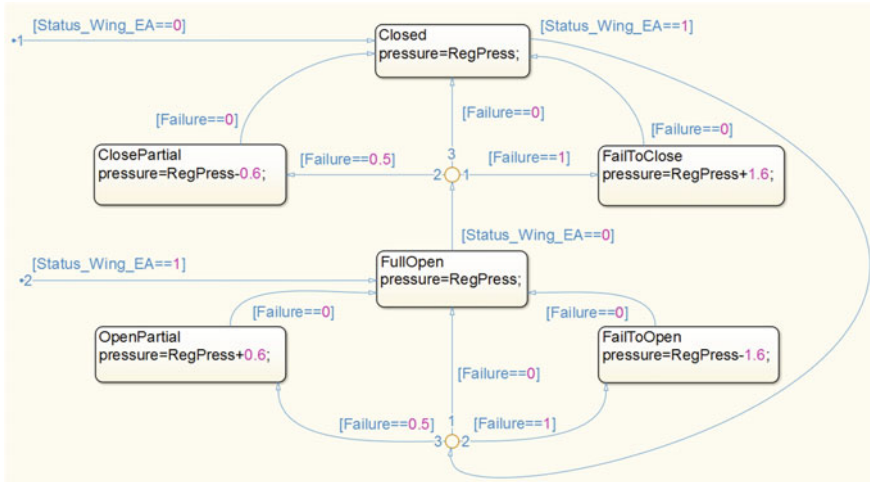 [Status_Wing_EA==0]
1
Closed
pressure=RegPress;
[Status_Wing_EA==1]
[Failure==0]
[Failure==0]
[Failure==0]
ClosePartial
pressure=RegPress-0.6;
[Failure==0.5]
3
2
1
[Failure==1]
FailToClose
pressure=RegPress+1.6;
[Status_Wing_EA==0]
[Status_Wing_EA==1]
2
FullOpen
pressure=RegPress;
[Failure==0]
[Failure==0]
OpenPartial
pressure=RegPress+0.6;
FailToOpen
pressure=RegPress-1.6;
[Failure==0]
[Failure==0.5]
1
[Failure==1]
3
2